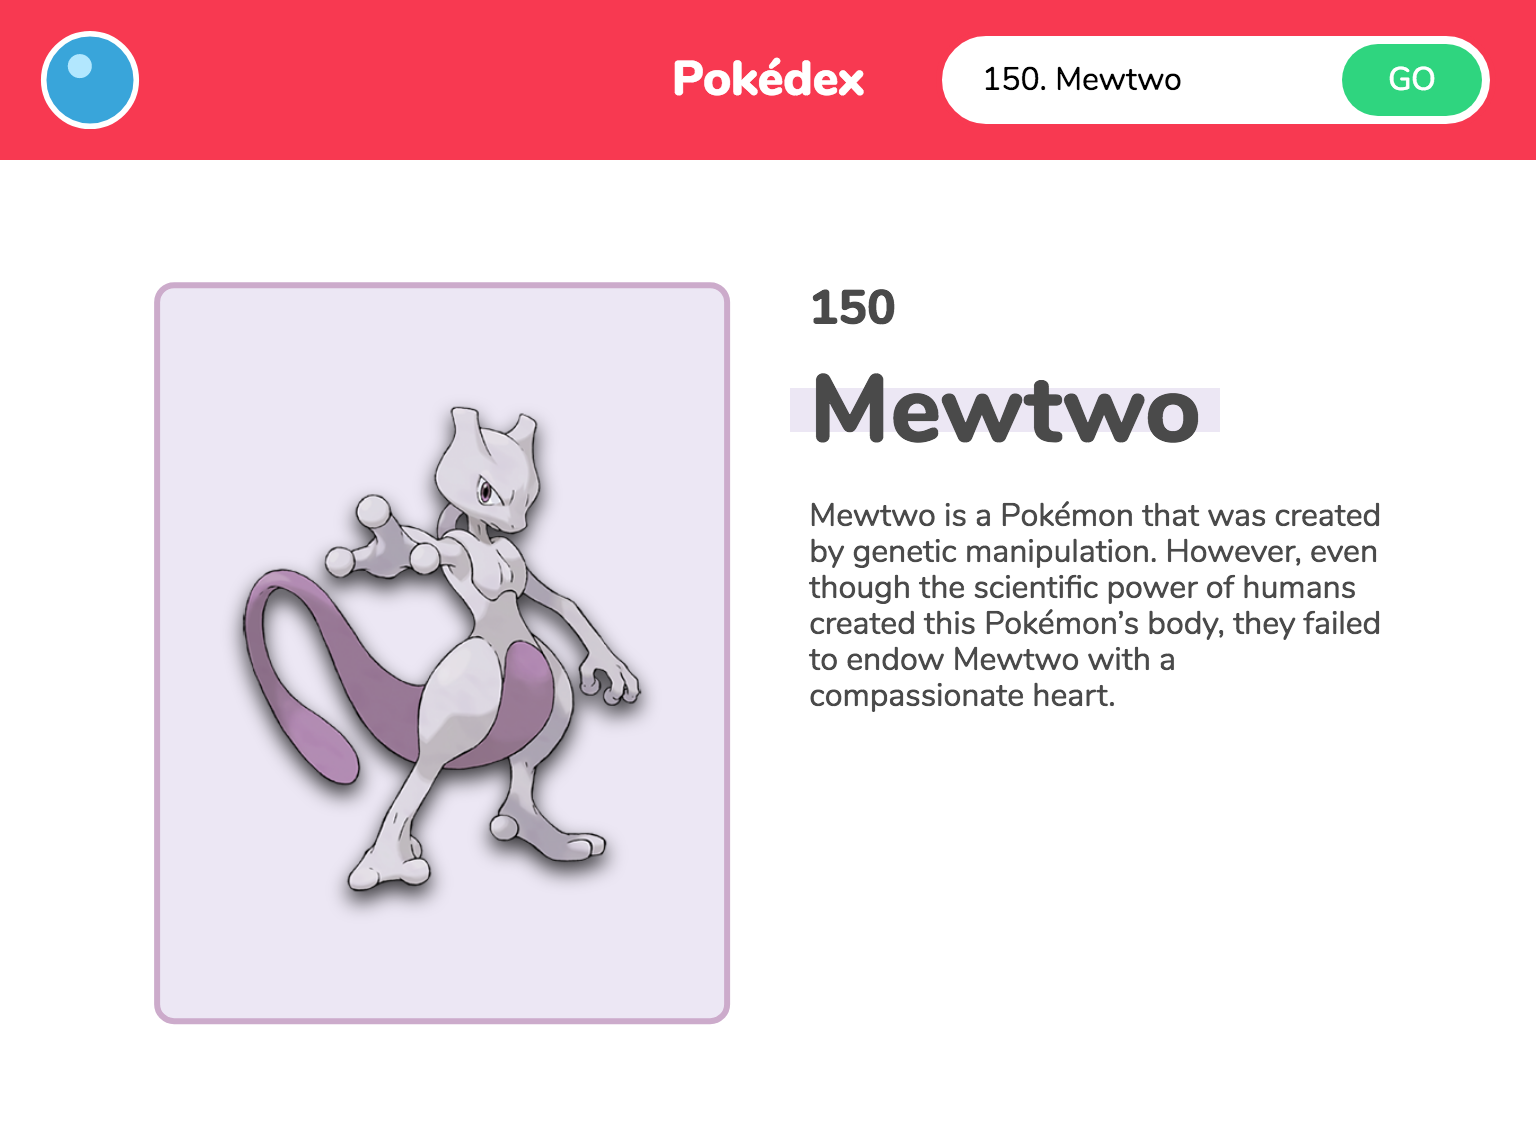 Pokédex
150. Mewtwo
GO
150
Mewtwo
Mewtwo is a Pokémon that was created
by genetic manipulation. However, even
though the scientific power of humans
created this Pokémon’s body, they failed
to endow Mewtwo with a
compassionate heart.